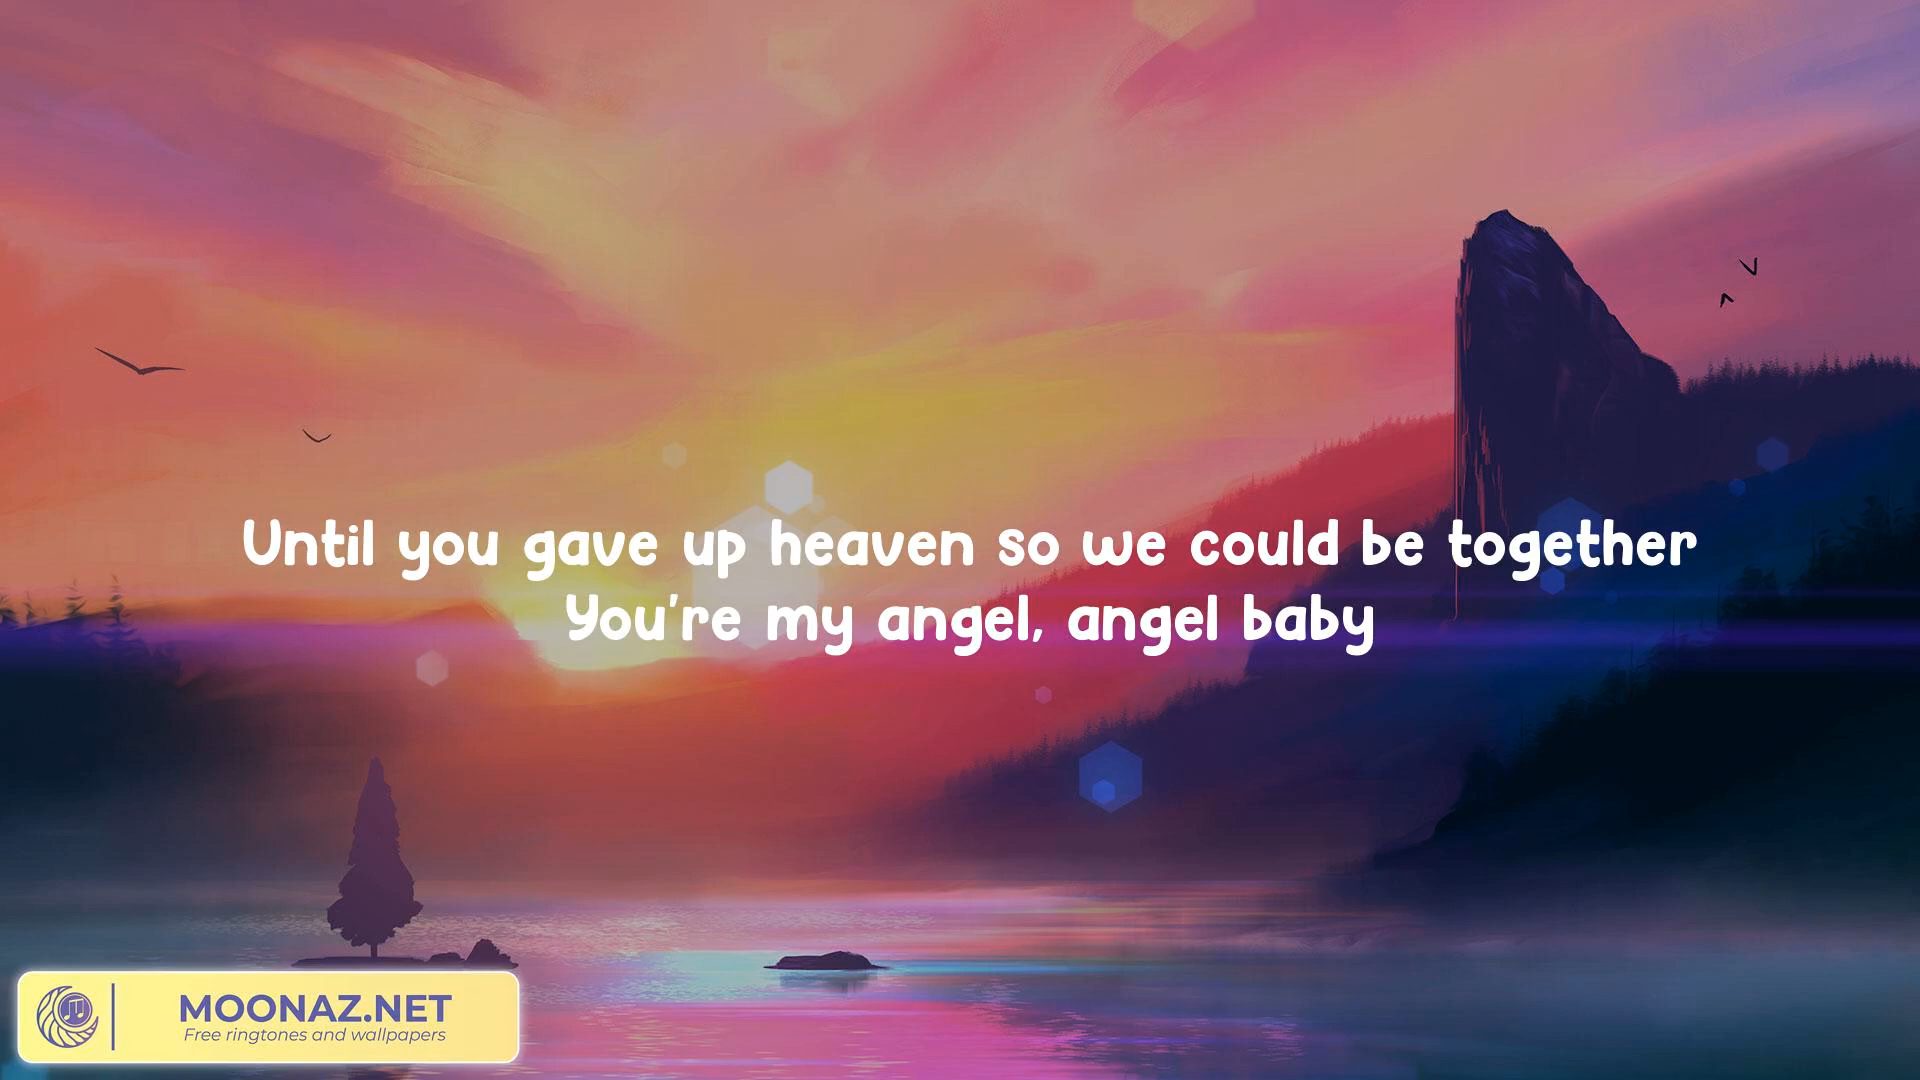 Until you gave up heaven so we could be together
You're my angel, angel baby
MOONAZ.NET
Free ringtones and wallpapers